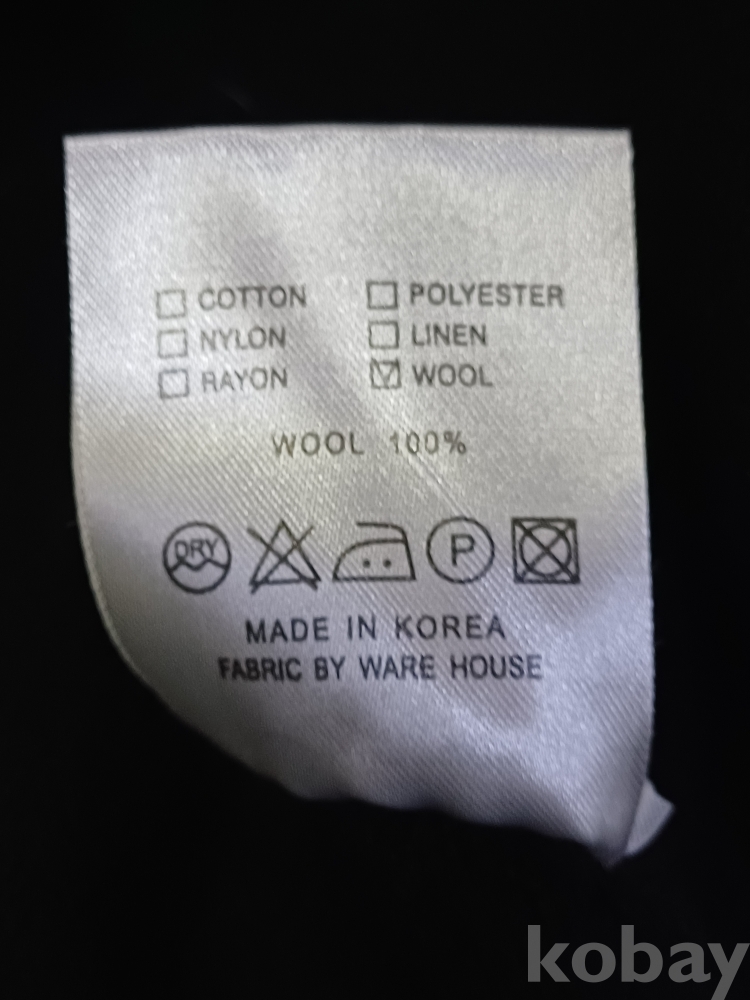 COTTON POLYESTER
NYLON LINEN
RAYON WOOL
WOOL 100%
DRY P
MADE IN KOREA
FABRIC BY WARE HOUSE
kobay